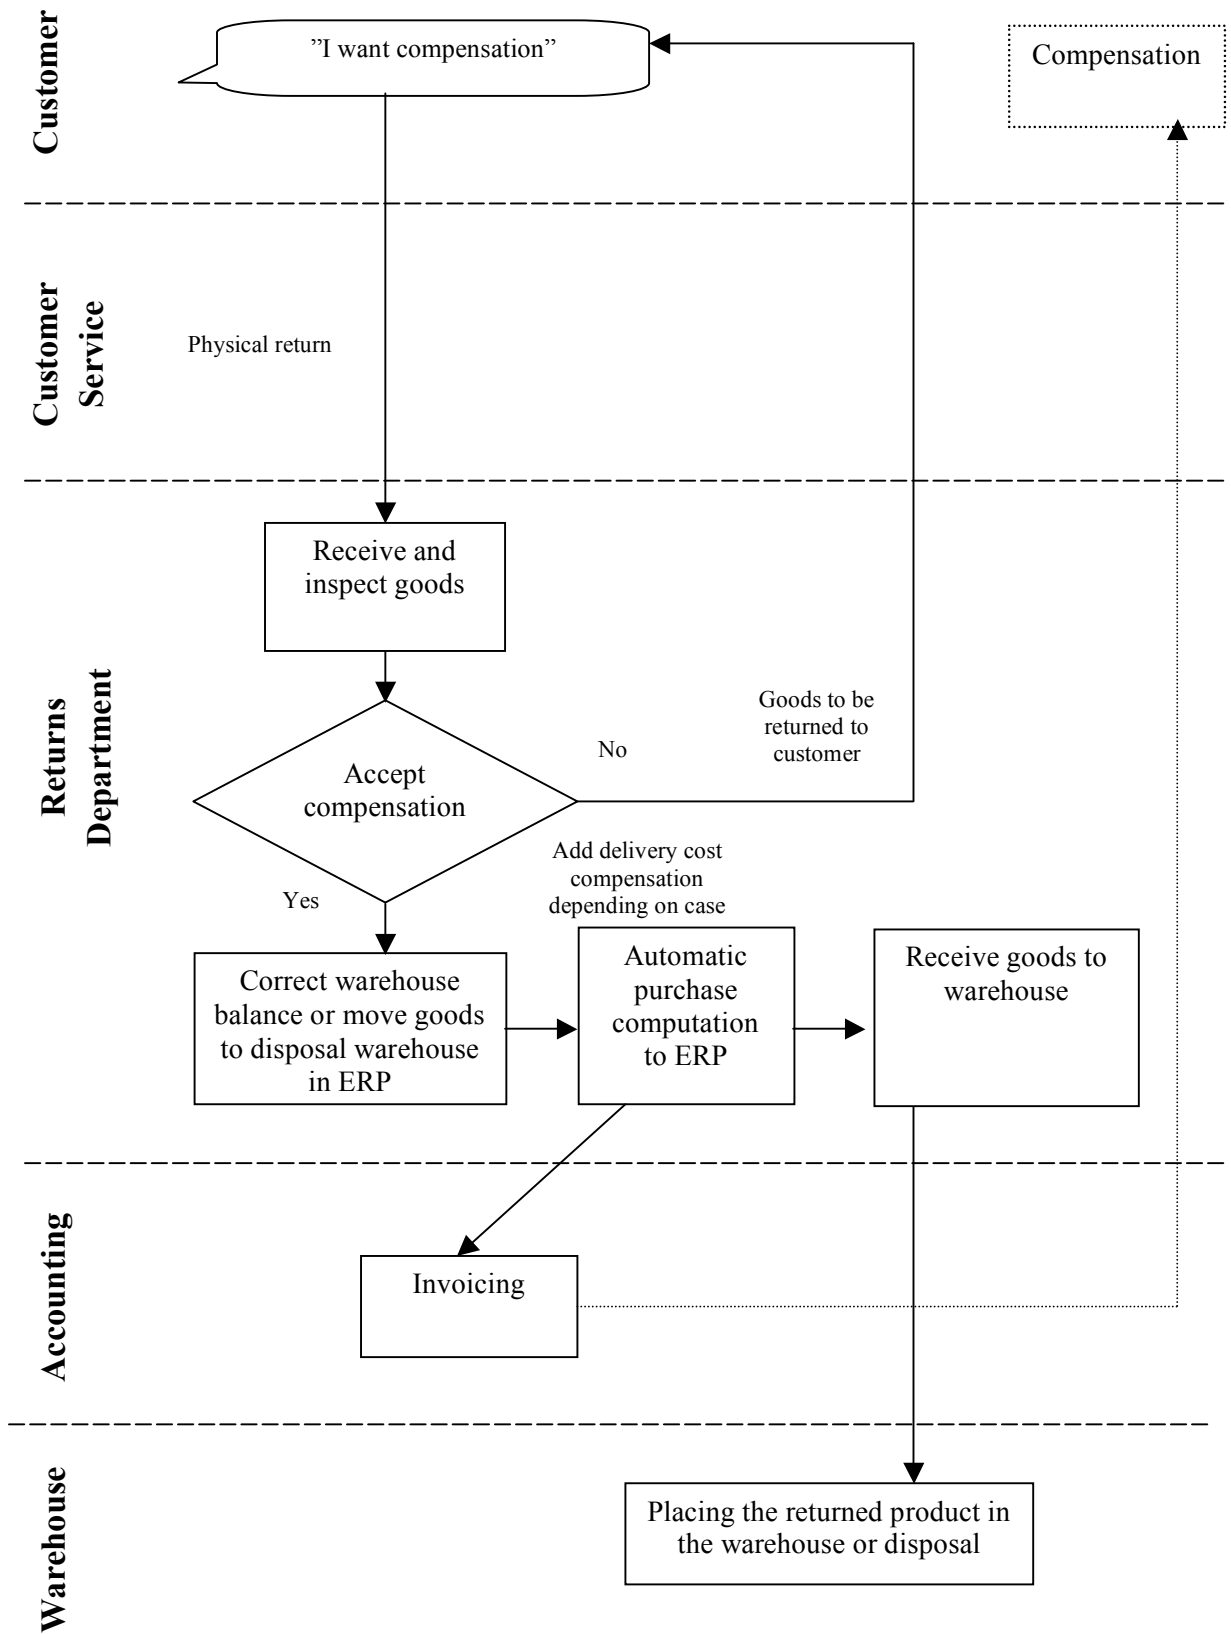 Customer
”I want compensation”
Compensation
Customer
Service
Physical return
Returns
Department
Receive and
inspect goods
Accept
compensation
No
Goods to be
returned to
customer
Yes
Add delivery cost
compensation
depending on case
Correct warehouse
balance or move goods
to disposal warehouse
in ERP
Automatic
purchase
computation
to ERP
Receive goods to
warehouse
Accounting
Invoicing
Warehouse
Placing the returned product in
the warehouse or disposal